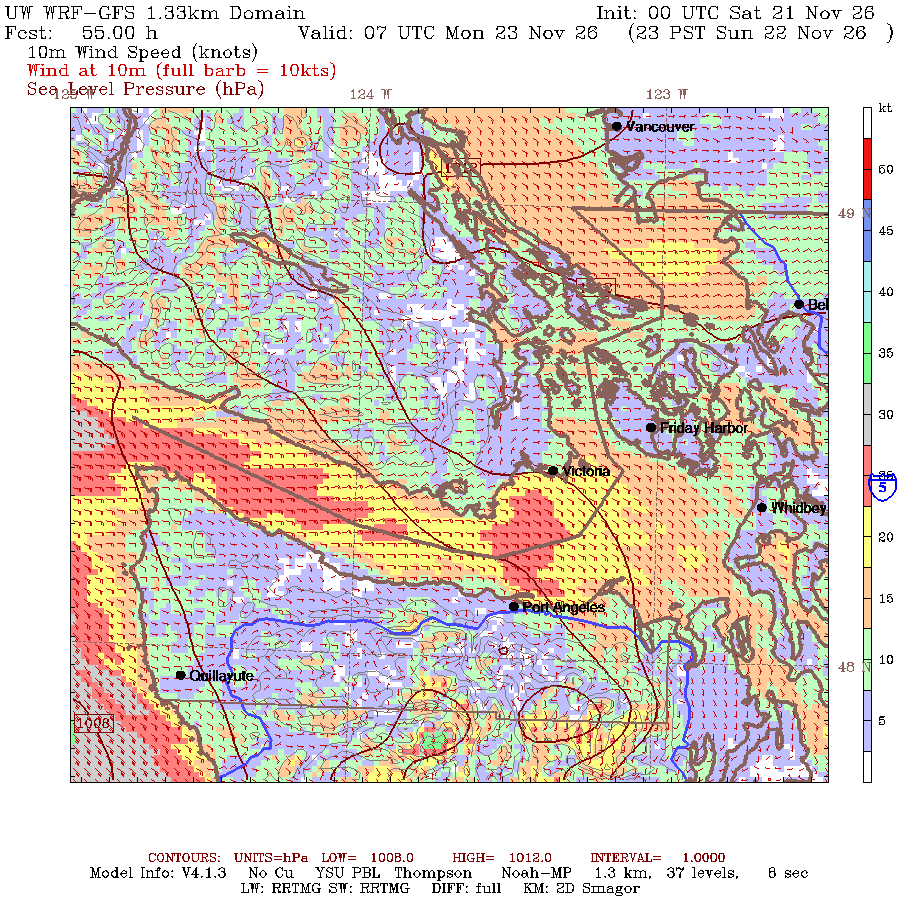 UW WRF-GFS 1.33km Domain Init: 00 UTC Sat 21 Nov 26
Fcst: 55.00 h Valid: 07 UTC Mon 23 Nov 26 (23 PST Sun 22 Nov 26 )
10m Wind Speed (knots)
Wind at 10m (full barb = 10kts)
Sea Level Pressure (hPa)
125 W 124 W 123 W
kt
Vancouver
60
49 N
45
40
Bel
35
30
Friday Harbor
25
Victoria
5
Whidbey
20
15
Port Angeles
10
48 N
Quillayute
5
1008
CONTOURS: UNITS=hPa LOW= 1008.0 HIGH= 1012.0 INTERVAL= 1.0000
Model Info: V4.1.3 No Cu YSU PBL Thompson Noah-MP 1.3 km, 37 levels, 8 sec
LW: RRTMG SW: RRTMG DIFF: full KM: 2D Smagor